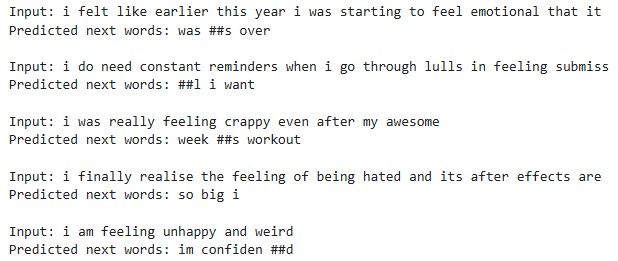 Input: i felt like earlier this year i was starting to feel emotional that it
Predicted next words: was ##s over
Input: i do need constant reminders when i go through lulls in feeling submiss
Predicted next words: ##l i want
Input: i was really feeling crappy even after my awesome
Predicted next words: week ##s workout
Input: i finally realise the feeling of being hated and its after effects are
Predicted next words: so big i
Input: i am feeling unhappy and weird
Predicted next words: im confiden ##d